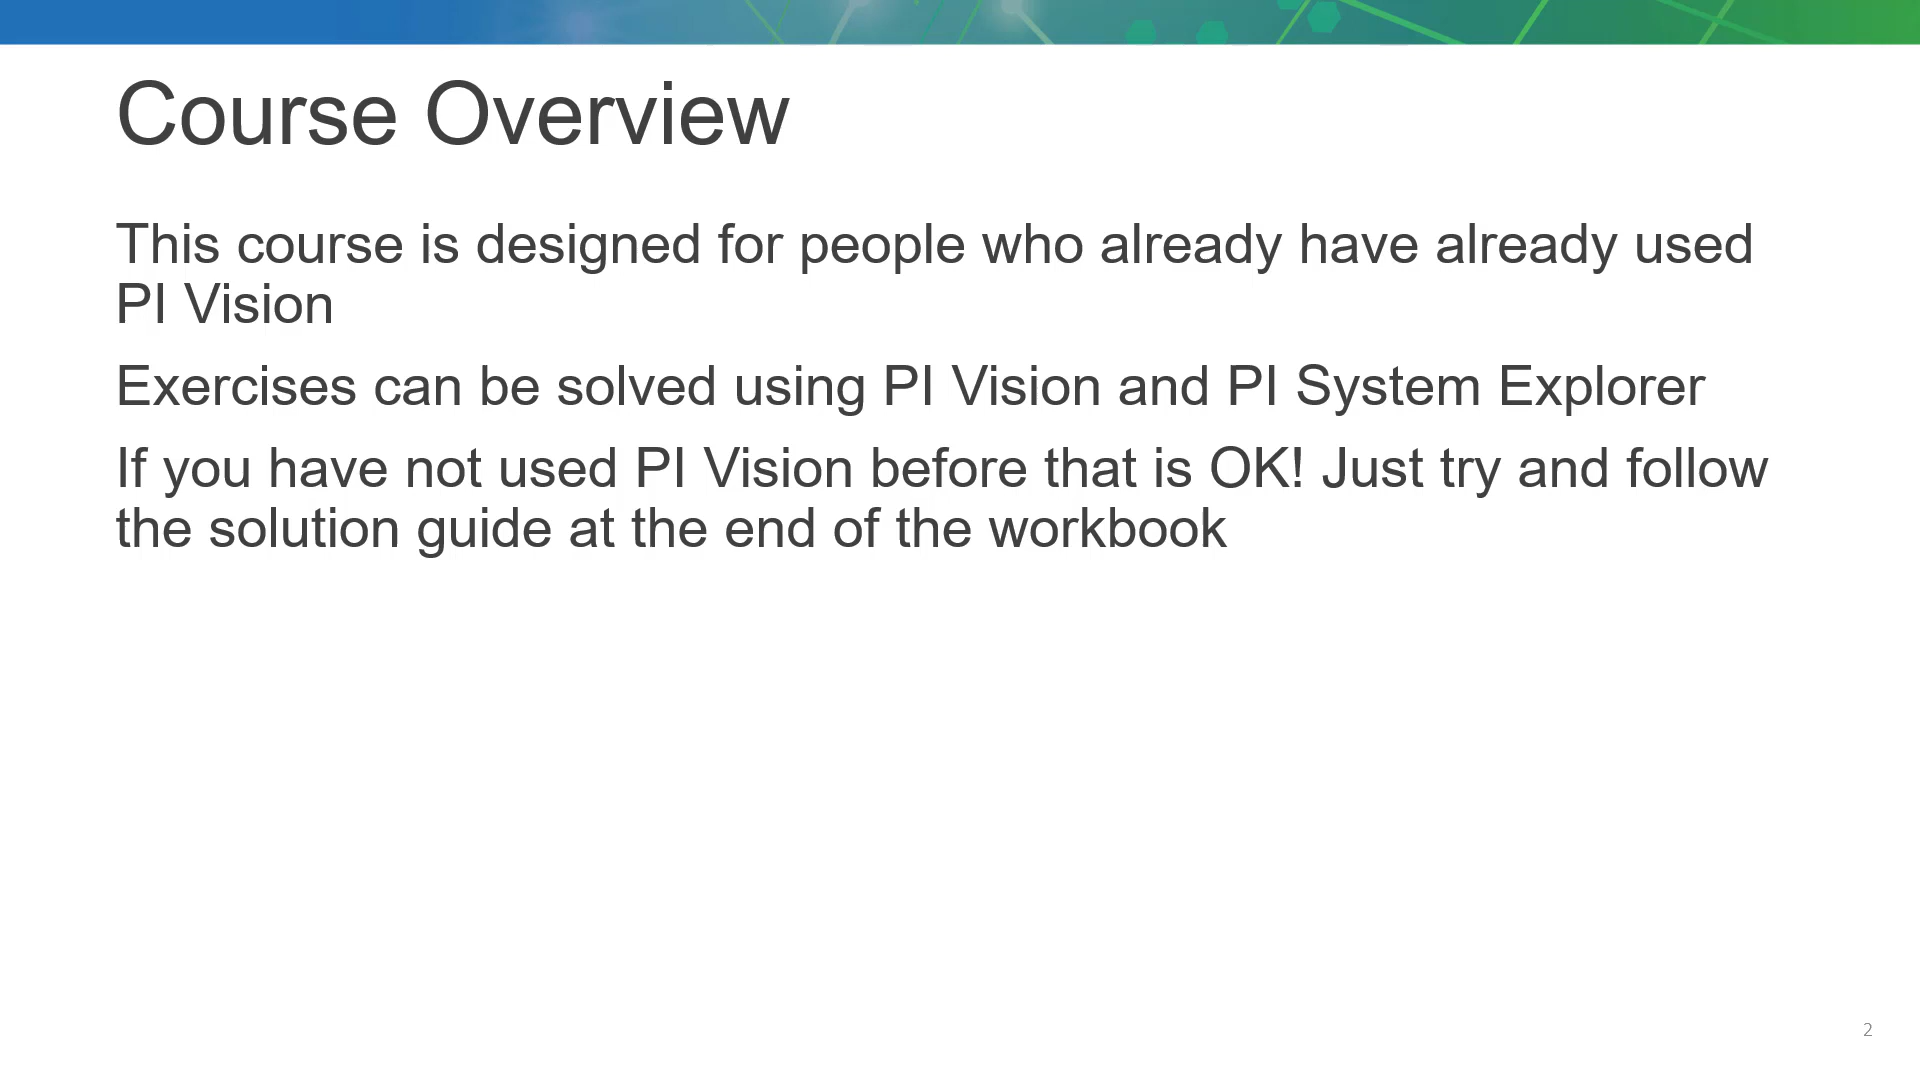 Course Overview
This course is designed for people who already have already used
PI Vision
Exercises can be solved using PI Vision and PI System Explorer
If you have not used PI Vision before that is OK! Just try and follow
the solution guide at the end of the workbook
2